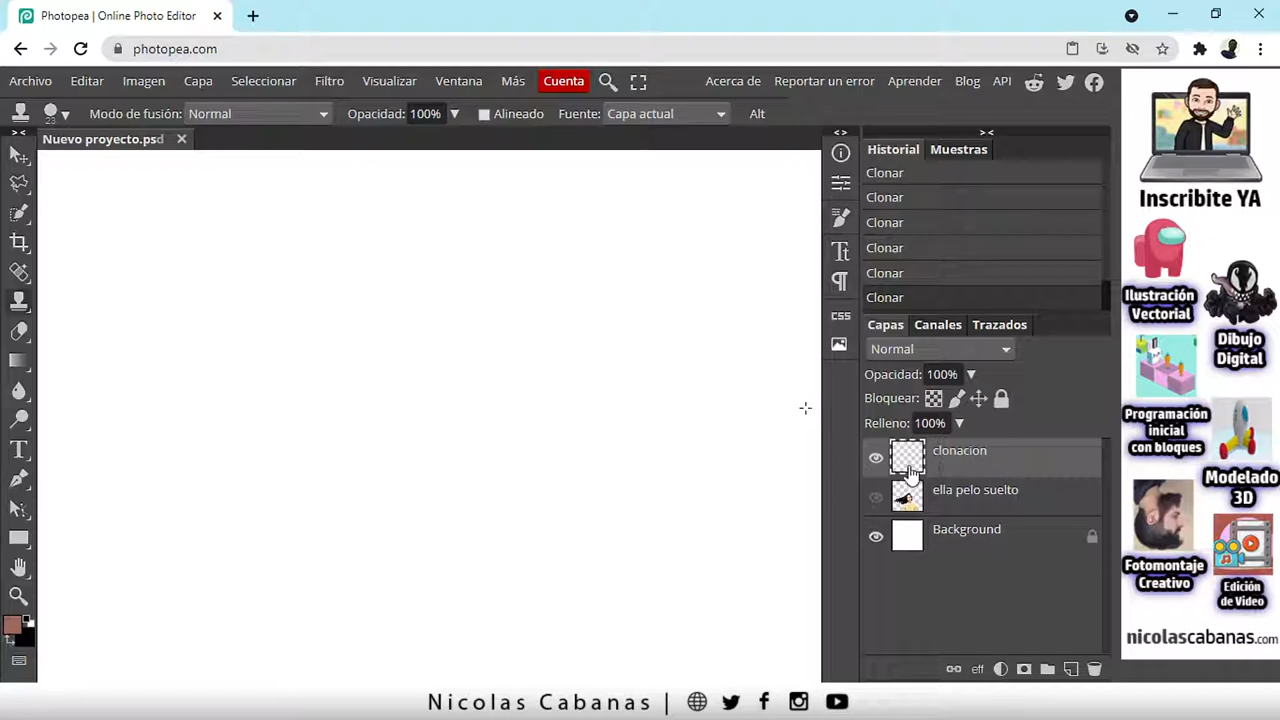 Photopea | Online Photo Editor
photopea.com
Archivo Editar Imagen Capa Seleccionar Filtro Visualizar Ventana Más Cuenta Acerca de Reportar un error Aprender Blog API
23 Modo de fusión: Normal Opacidad: 100% Alineado Fuente: Capa actual Alt
Nuevo proyecto.psd
Historial Muestras
Clonar
Clonar
Clonar
Clonar
Clonar
Clonar
CSS
Capas Canales Trazados
Normal
Opacidad: 100%
Bloquear:
Relleno: 100%
clonacion
ella pelo suelto
Background
eff
Inscribite YA
Ilustración
Vectorial
Dibujo
Digital
Programación
inicial
con bloques
Modelado
3D
Fotomontaje
Creativo
Edición
de Video
nicolascabanas.com
Nicolas Cabanas |